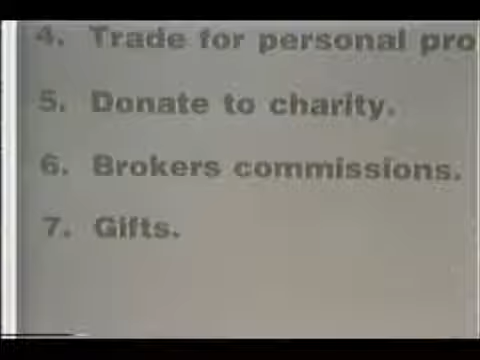 4. Trade for personal pro
5. Donate to charity.
6. Brokers commissions.
7. Gifts.